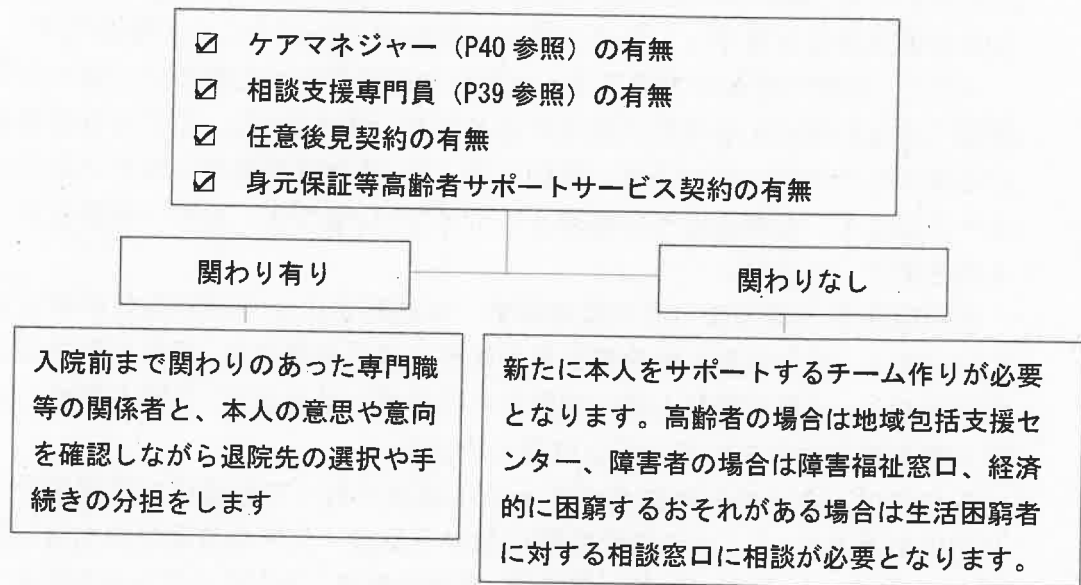 ☑ ケアマネジャー（P40 参照）の有無
☑ 相談支援専門員（P39 参照）の有無
☑ 任意後見契約の有無
☑ 身元保証等高齢者サポートサービス契約の有無
関わり有り
関わりなし
入院前まで関わりのあった専門職
等の関係者と、本人の意思や意向
を確認しながら退院先の選択や手
続きの分担をします
新たに本人をサポートするチーム作りが必要
となります。高齢者の場合は地域包括支援セ
ンター、障害者の場合は障害福祉窓口、経済
的に困窮するおそれがある場合は生活困窮者
に対する相談窓口に相談が必要となります。